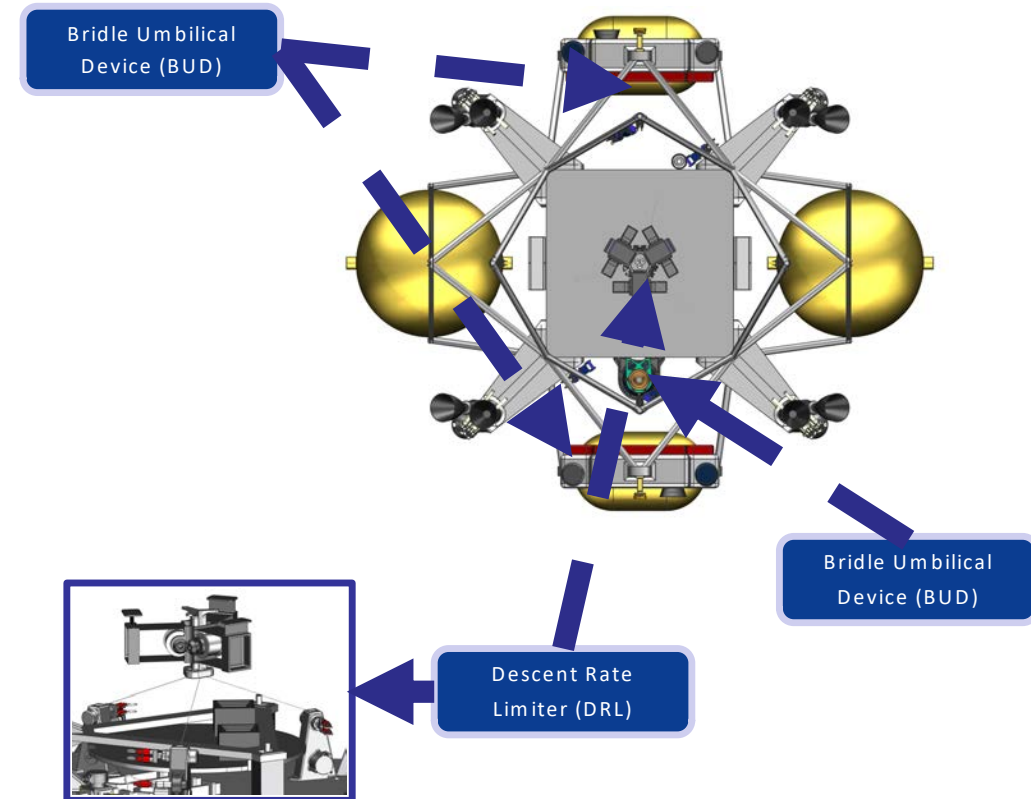 Bridle Umbilical
Device (BUD)
Bridle Umbilical
Device (BUD)
Descent Rate
Limiter (DRL)